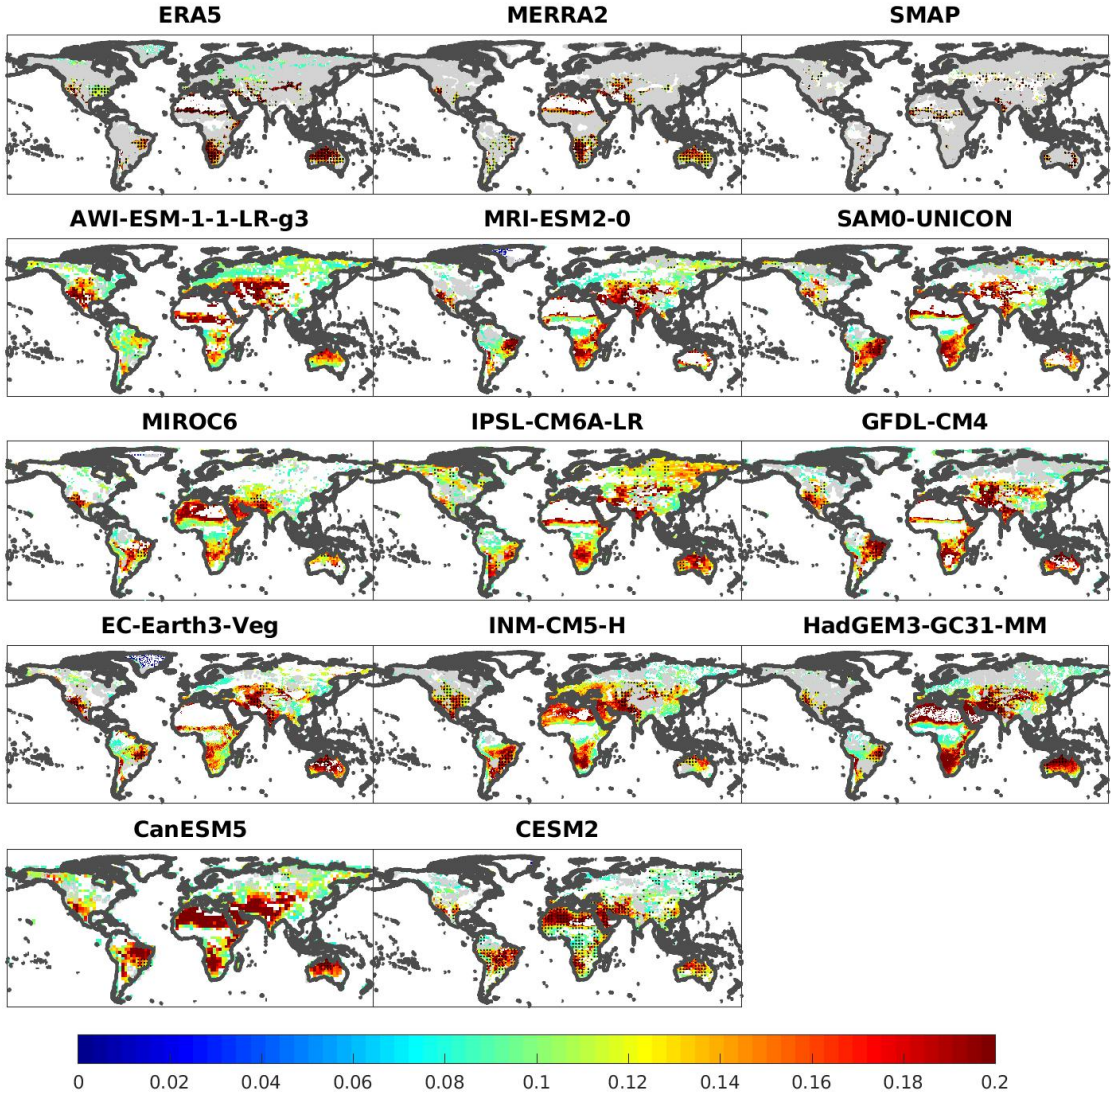 ERA5 MERRA2 SMAP
AWI-ESM-1-1-LR-g3 MRI-ESM2-0 SAM0-UNICON
MIROC6 IPSL-CM6A-LR GFDL-CM4
EC-Earth3-Veg INM-CM5-H HadGEM3-GC31-MM
CanESM5 CESM2
0 0.02 0.04 0.06 0.08 0.1 0.12 0.14 0.16 0.18 0.2